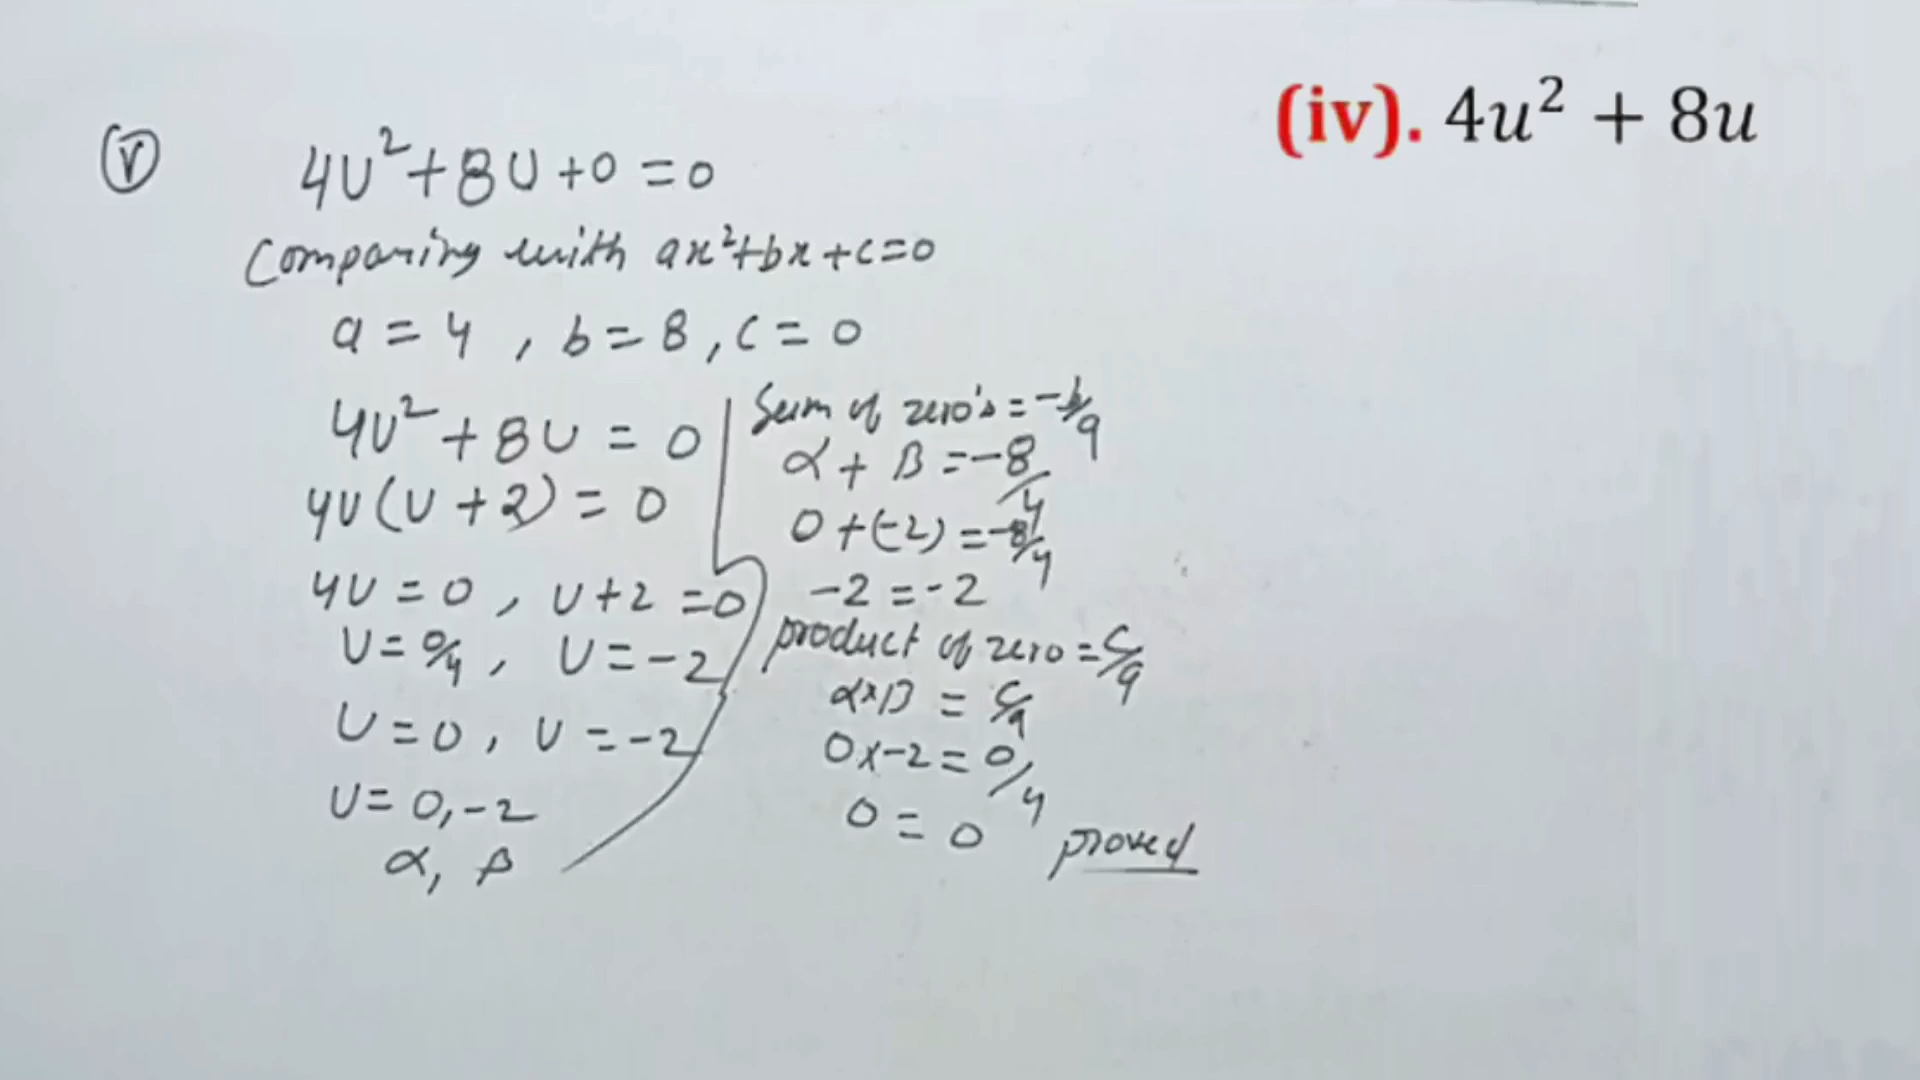 (iv). 4u² + 8u
(v) 4U²+8U+0=0
Comparing with ax²+bx+c=0
a=4, b=8, c=0
4U²+8U=0
4U(U+2)=0
4U=0, U+2=0
U=0/4, U=-2
U=0, U=-2
U=0,-2
α, β
Sum of zero's=-b/a
α+β=-8/4
0+(-2)=-8/4
-2=-2
product of zero=c/a
α×β=c/a
0×-2=0/4
0=0 proved